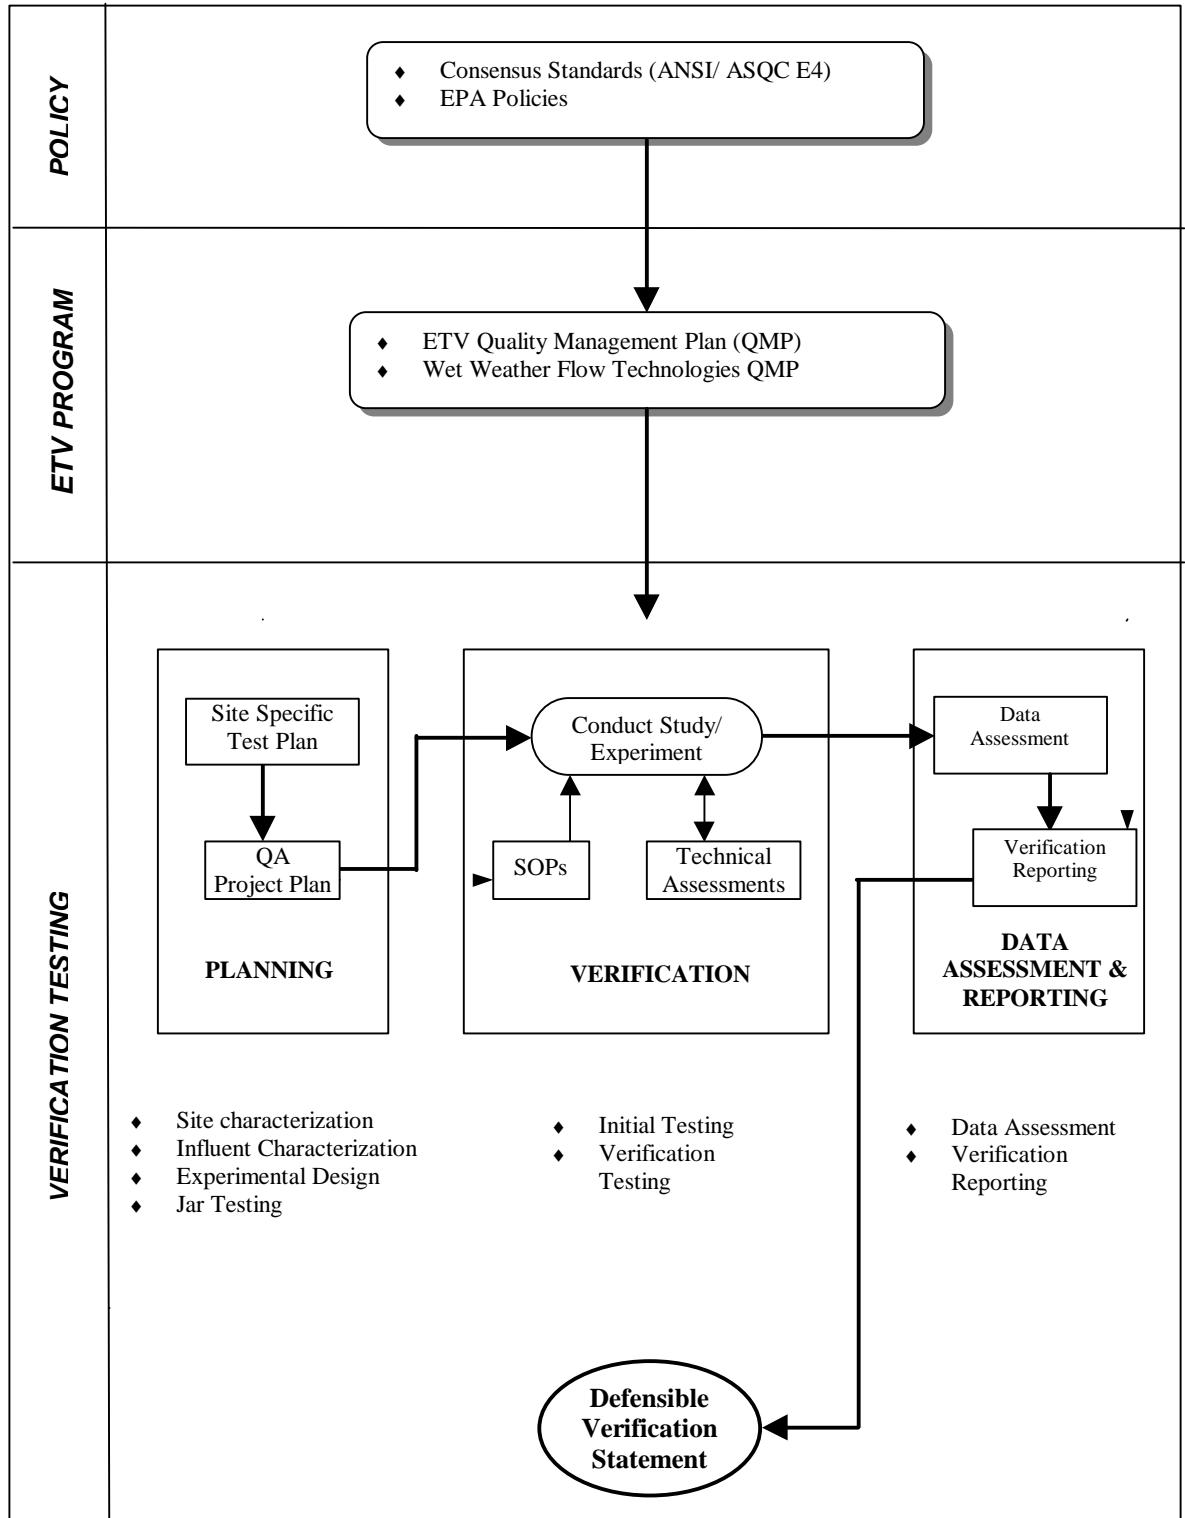 POLICY
♦ Consensus Standards (ANSI/ ASQC E4)
♦ EPA Policies
ETV PROGRAM
♦ ETV Quality Management Plan (QMP)
♦ Wet Weather Flow Technologies QMP
VERIFICATION TESTING
Site Specific
Test Plan
QA
Project Plan
PLANNING
Conduct Study/
Experiment
SOPs
Technical
Assessments
VERIFICATION
Data
Assessment
Verification
Reporting
DATA
ASSESSMENT &
REPORTING
♦ Site characterization
♦ Influent Characterization
♦ Experimental Design
♦ Jar Testing
♦ Initial Testing
♦ Verification
Testing
♦ Data Assessment
♦ Verification
Reporting
Defensible
Verification
Statement